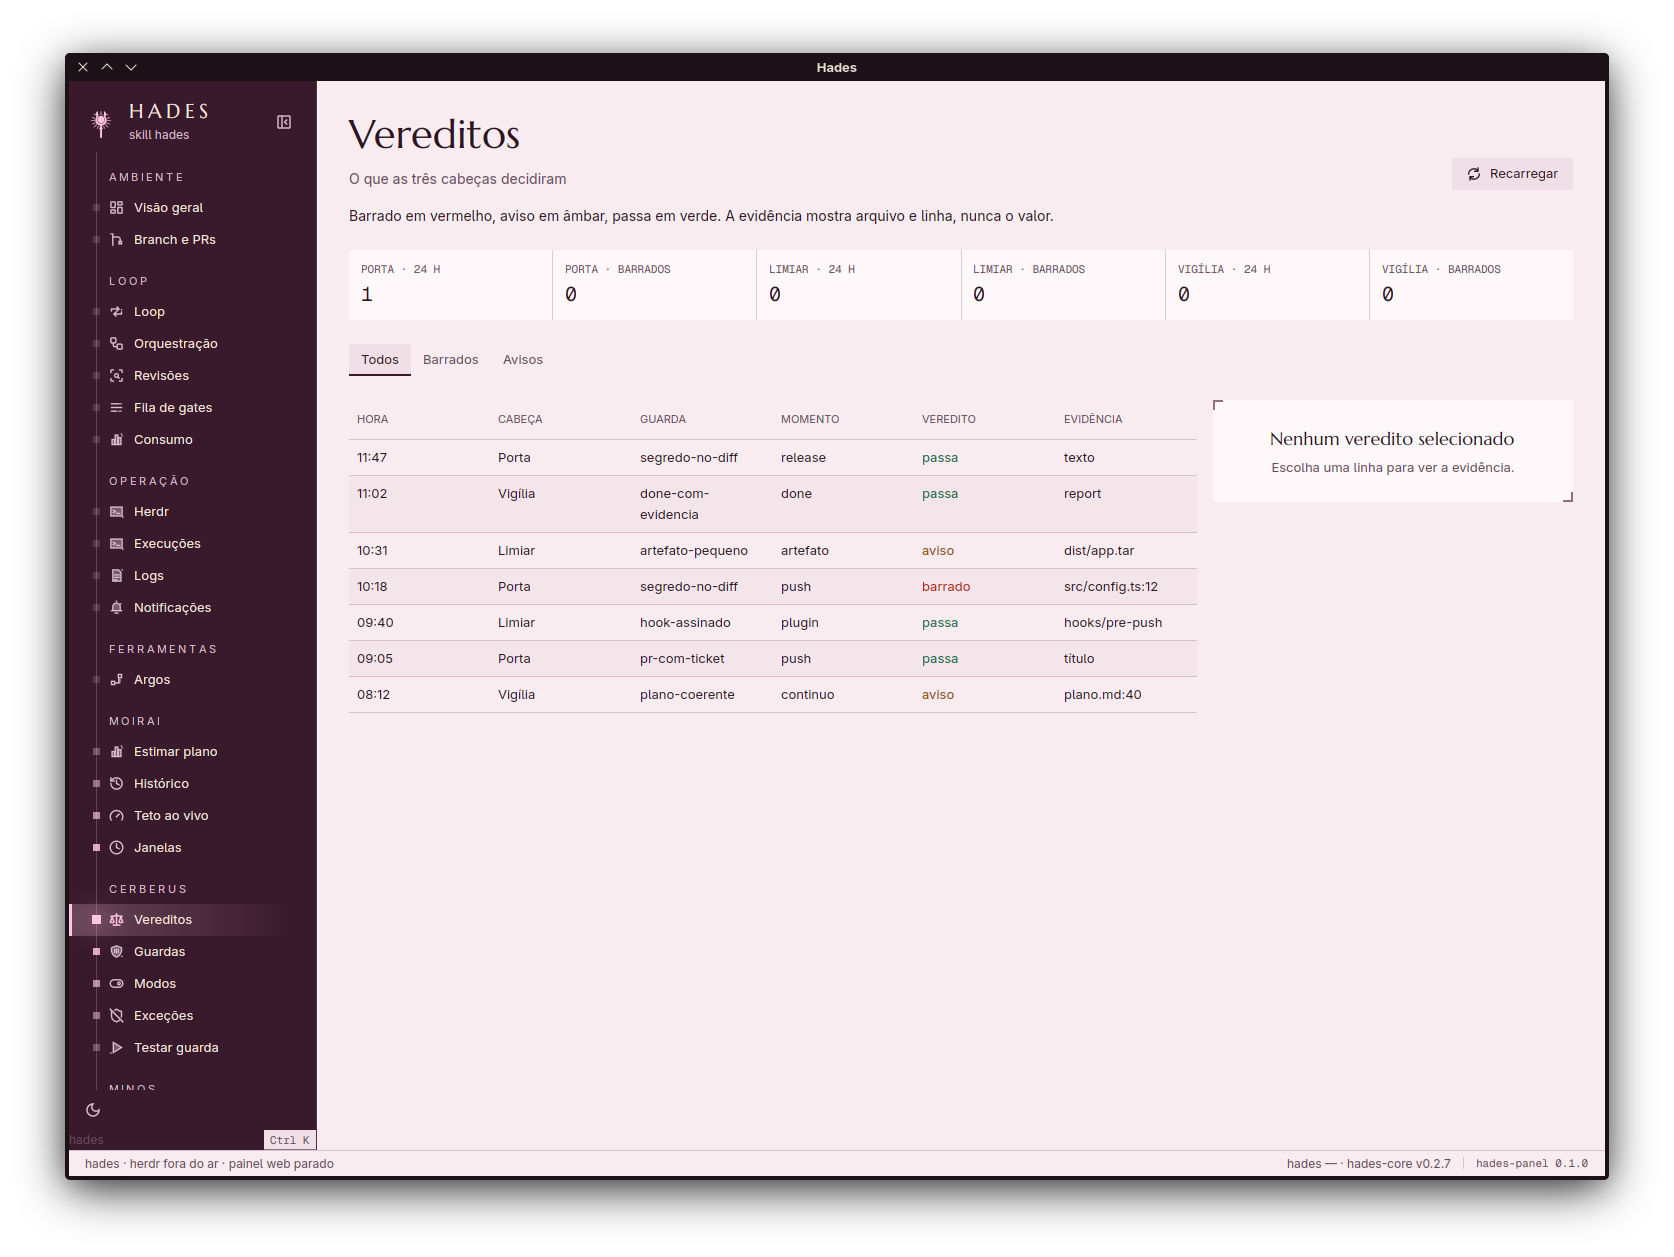 Hades
HADES
skill hades
AMBIENTE
Visão geral
Branch e PRs
LOOP
Loop
Orquestração
Revisões
Fila de gates
Consumo
OPERAÇÃO
Herdr
Execuções
Logs
Notificações
FERRAMENTAS
Argos
MOIRAI
Estimar plano
Histórico
Teto ao vivo
Janelas
CERBERUS
Vereditos
Guardas
Modos
Exceções
Testar guarda
MINOS
hades
Ctrl K
Vereditos
O que as três cabeças decidiram
Recarregar
Barrado em vermelho, aviso em âmbar, passa em verde. A evidência mostra arquivo e linha, nunca o valor.
PORTA · 24 H
1
PORTA · BARRADOS
0
LIMIAR · 24 H
0
LIMIAR · BARRADOS
0
VIGÍLIA · 24 H
0
VIGÍLIA · BARRADOS
0
Todos Barrados Avisos
HORA CABEÇA GUARDA MOMENTO VEREDITO EVIDÊNCIA
11:47 Porta segredo-no-diff release passa texto
11:02 Vigília done-com-evidencia done passa report
10:31 Limiar artefato-pequeno artefato aviso dist/app.tar
10:18 Porta segredo-no-diff push barrado src/config.ts:12
09:40 Limiar hook-assinado plugin passa hooks/pre-push
09:05 Porta pr-com-ticket push passa título
08:12 Vigília plano-coerente continuo aviso plano.md:40
Nenhum veredito selecionado
Escolha uma linha para ver a evidência.
hades · herdr fora do ar · painel web parado
hades — · hades-core v0.2.7
hades-panel 0.1.0